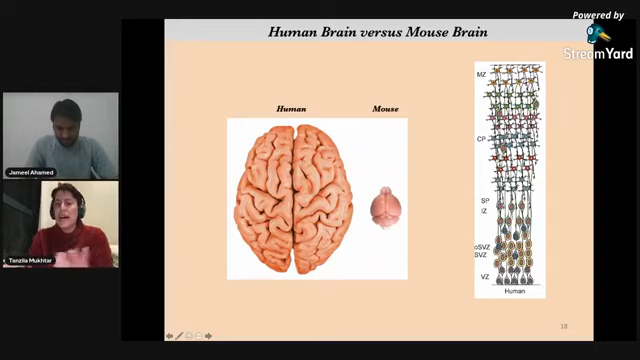 Powered by
StreamYard
Human Brain versus Mouse Brain
Human
Mouse
MZ
CP
SP
IZ
oSVZ
SVZ
VZ
Human
Jameel Ahamed
Tanzila Mukhtar
18